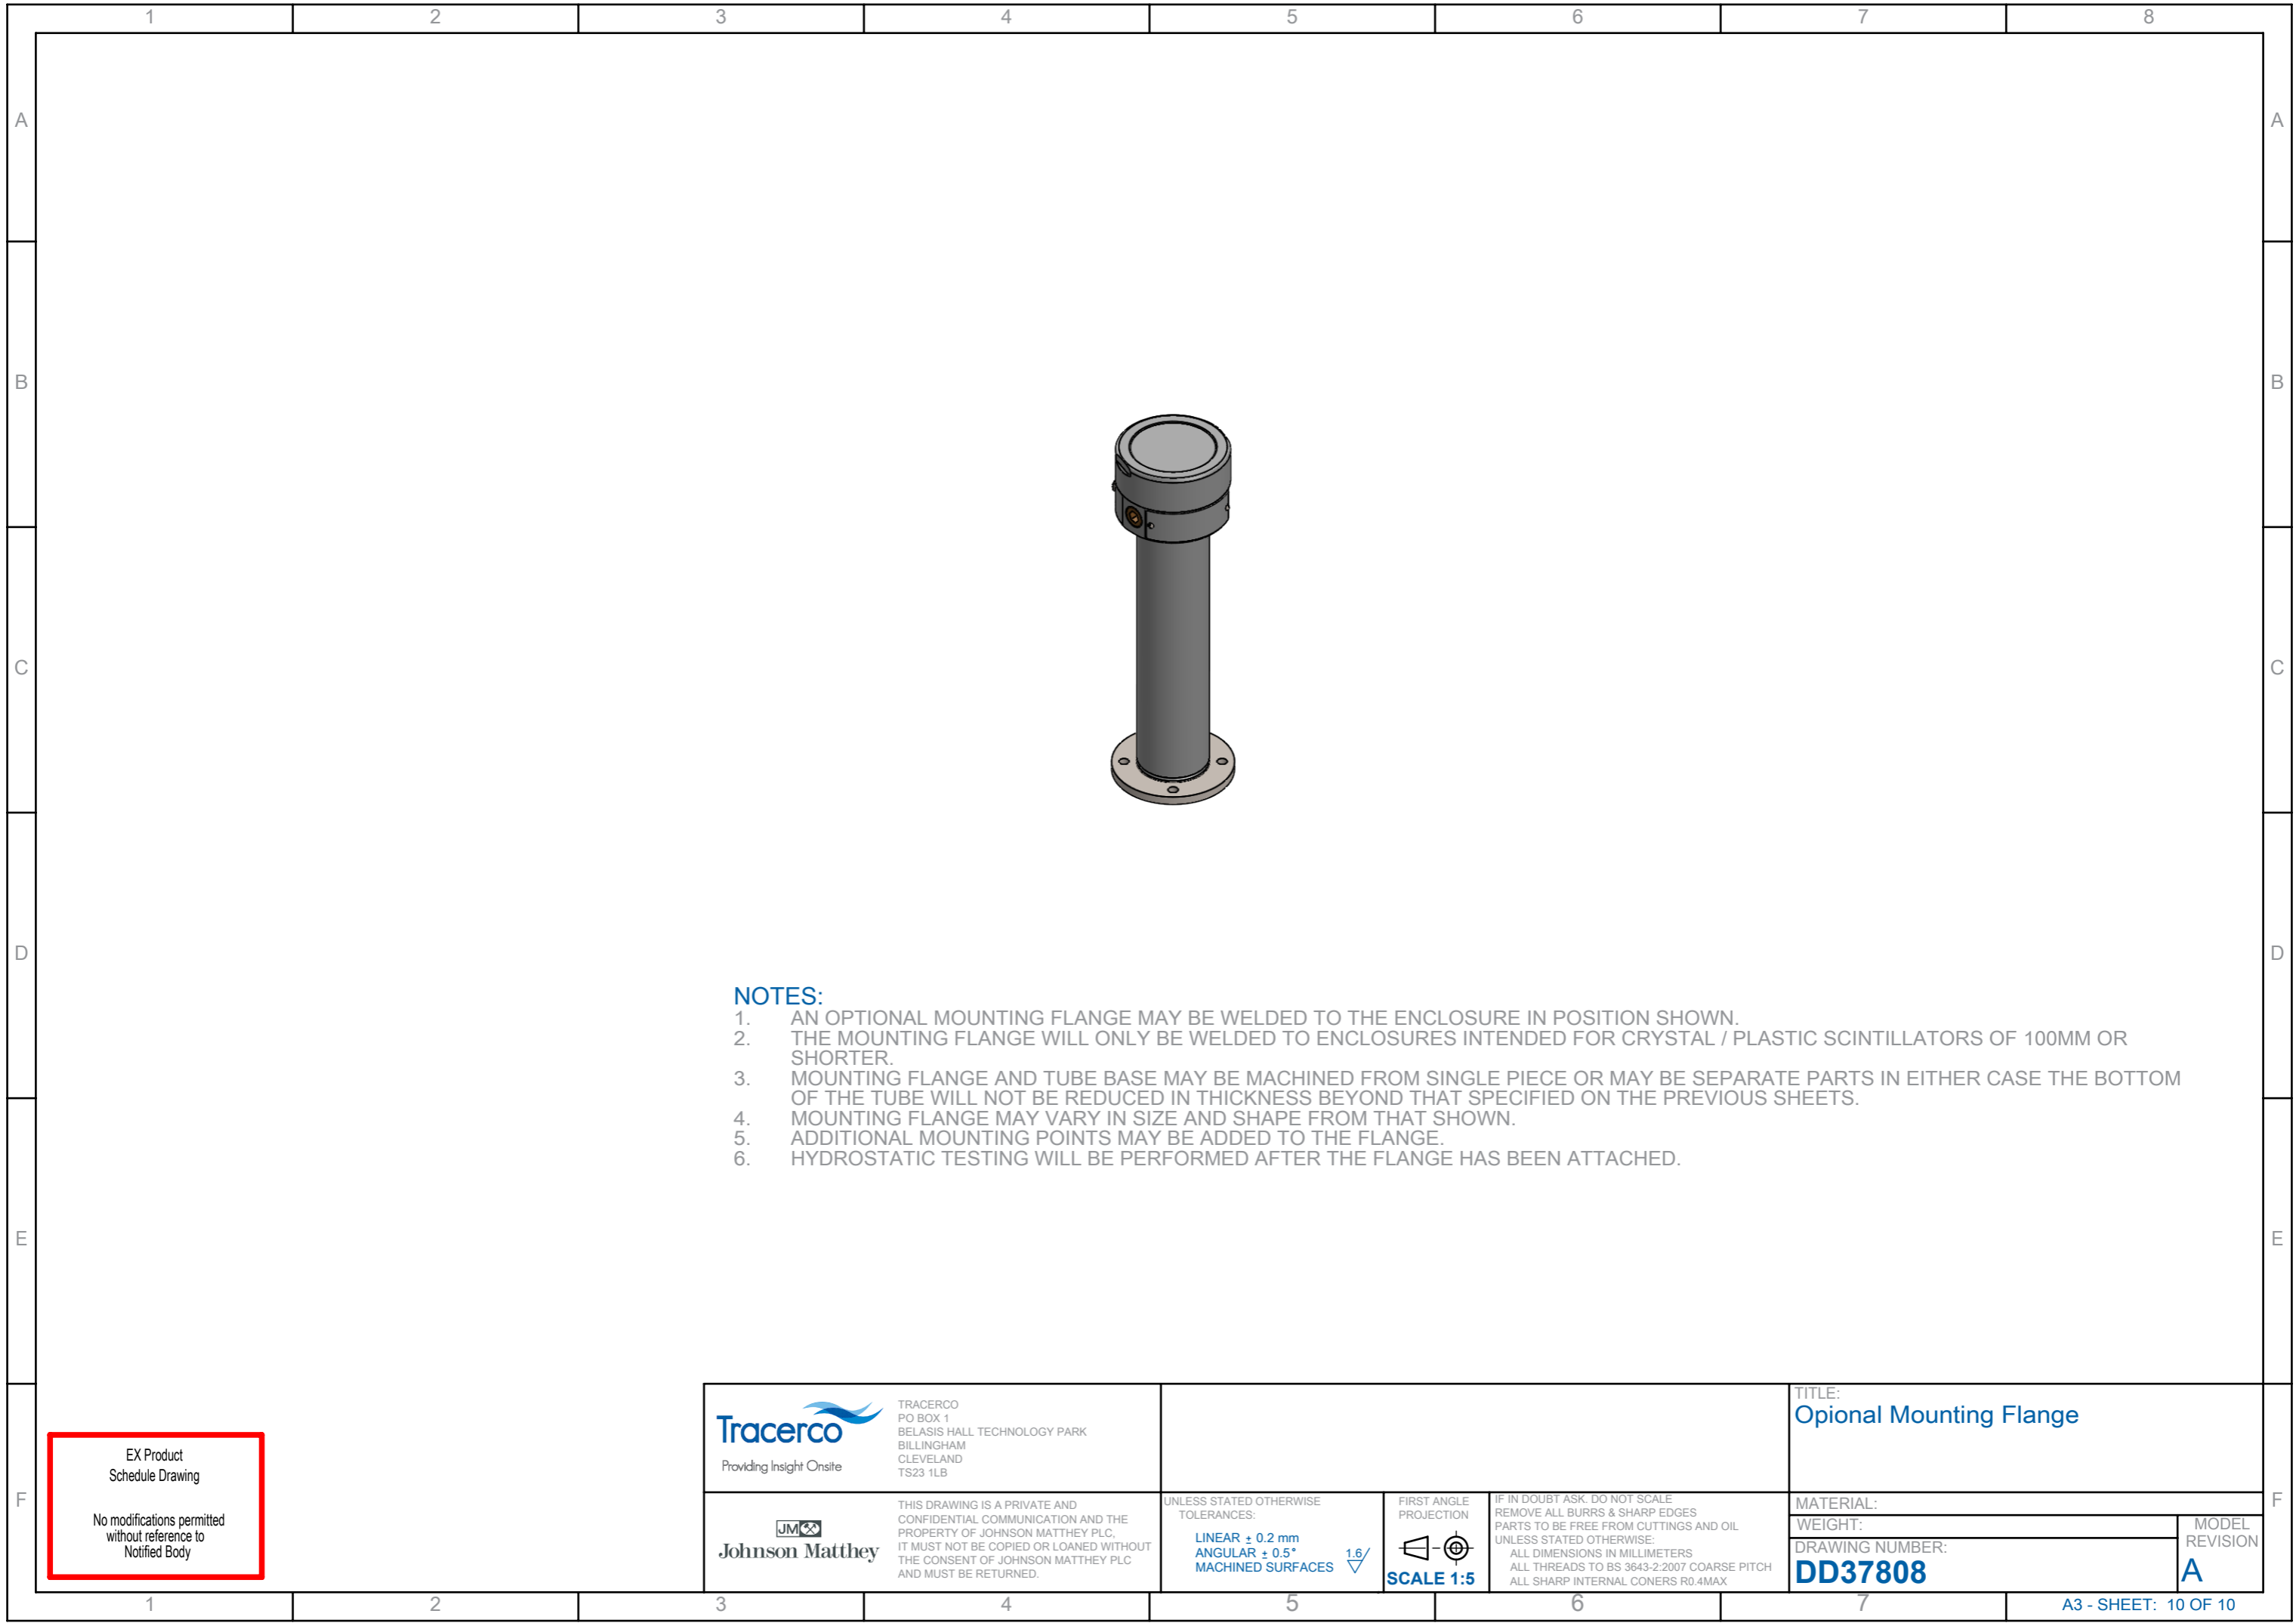 1 2 3 4 5 6 7 8
A A
B B
C C
D D
NOTES:
1. AN OPTIONAL MOUNTING FLANGE MAY BE WELDED TO THE ENCLOSURE IN POSITION SHOWN.
2. THE MOUNTING FLANGE WILL ONLY BE WELDED TO ENCLOSURES INTENDED FOR CRYSTAL / PLASTIC SCINTILLATORS OF 100MM OR
SHORTER.
3. MOUNTING FLANGE AND TUBE BASE MAY BE MACHINED FROM SINGLE PIECE OR MAY BE SEPARATE PARTS IN EITHER CASE THE BOTTOM
OF THE TUBE WILL NOT BE REDUCED IN THICKNESS BEYOND THAT SPECIFIED ON THE PREVIOUS SHEETS.
4. MOUNTING FLANGE MAY VARY IN SIZE AND SHAPE FROM THAT SHOWN.
5. ADDITIONAL MOUNTING POINTS MAY BE ADDED TO THE FLANGE.
6. HYDROSTATIC TESTING WILL BE PERFORMED AFTER THE FLANGE HAS BEEN ATTACHED.
E E
F F
EX Product
Schedule Drawing
No modifications permitted
without reference to
Notified Body
Tracerco
Providing Insight Onsite
TRACERCO
PO BOX 1
BELASIS HALL TECHNOLOGY PARK
BILLINGHAM
CLEVELAND
TS23 1LB
TITLE:
Opional Mounting Flange
JM
Johnson Matthey
THIS DRAWING IS A PRIVATE AND
CONFIDENTIAL COMMUNICATION AND THE
PROPERTY OF JOHNSON MATTHEY PLC,
IT MUST NOT BE COPIED OR LOANED WITHOUT
THE CONSENT OF JOHNSON MATTHEY PLC
AND MUST BE RETURNED.
UNLESS STATED OTHERWISE
TOLERANCES:
LINEAR ± 0.2 mm
ANGULAR ± 0.5°
MACHINED SURFACES 1.6/
FIRST ANGLE
PROJECTION
SCALE 1:5
IF IN DOUBT ASK. DO NOT SCALE
REMOVE ALL BURRS & SHARP EDGES
PARTS TO BE FREE FROM CUTTINGS AND OIL
UNLESS STATED OTHERWISE:
ALL DIMENSIONS IN MILLIMETERS
ALL THREADS TO BS 3643-2:2007 COARSE PITCH
ALL SHARP INTERNAL CONERS R0.4MAX
MATERIAL:
WEIGHT:
DRAWING NUMBER:
DD37808
MODEL
REVISION
A
1 2 3 4 5 6 7
A3 - SHEET: 10 OF 10